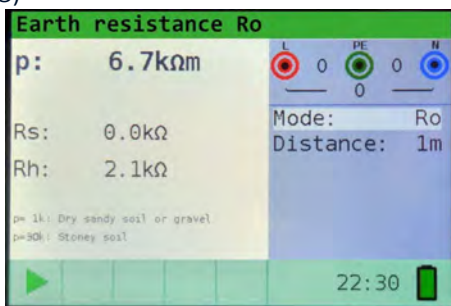 Earth resistance Ro
p: 6.7kΩm
L PE N
0 0
0
Rs: 0.0kΩ
Rh: 2.1kΩ
Mode: Ro
Distance: 1m
p= 1k: Dry sandy soil or gravel
p=30k: Stoney soil
22:30